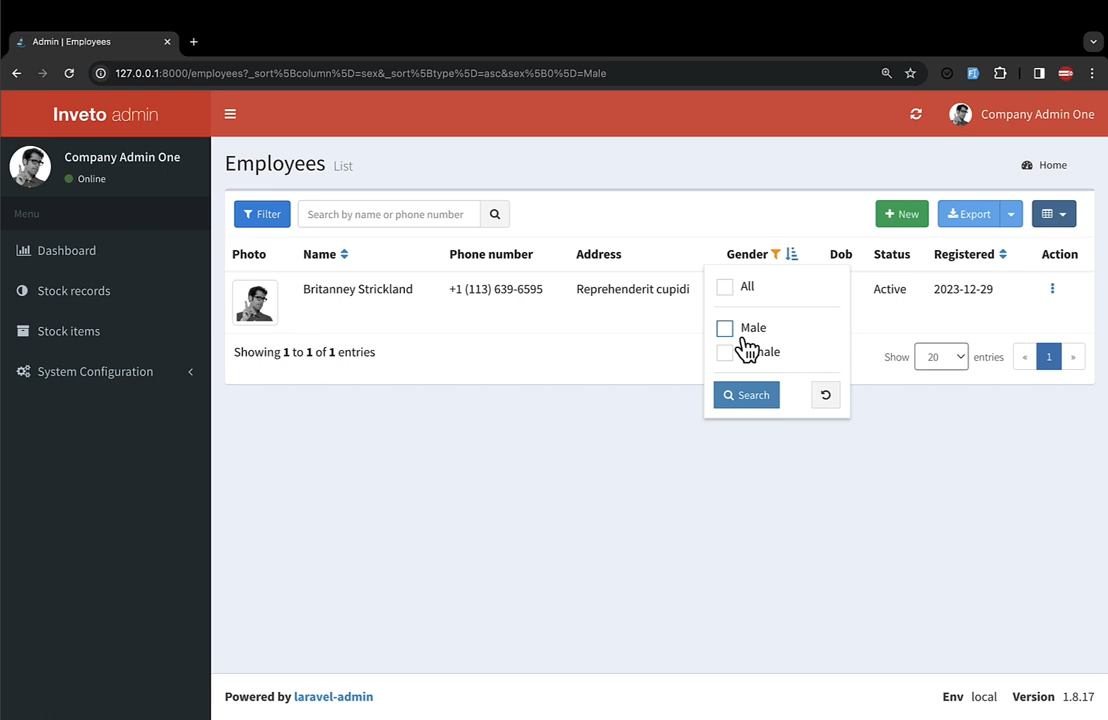 Admin | Employees
127.0.0.1:8000/employees?_sort%5Bcolumn%5D=sex&_sort%5Btype%5D=asc&sex%5B0%5D=Male
Inveto admin
Company Admin One
Company Admin One
Online
Menu
Dashboard
Stock records
Stock items
System Configuration
Employees List
Home
Filter
Search by name or phone number
New
Export
Photo Name Phone number Address Gender Dob Status Registered Action
Britanney Strickland +1 (113) 639-6595 Reprehenderit cupidi Active 2023-12-29
All
Male
Showing 1 to 1 of 1 entries
Show 20 entries « 1 »
Search
Powered by laravel-admin
Env local Version 1.8.17